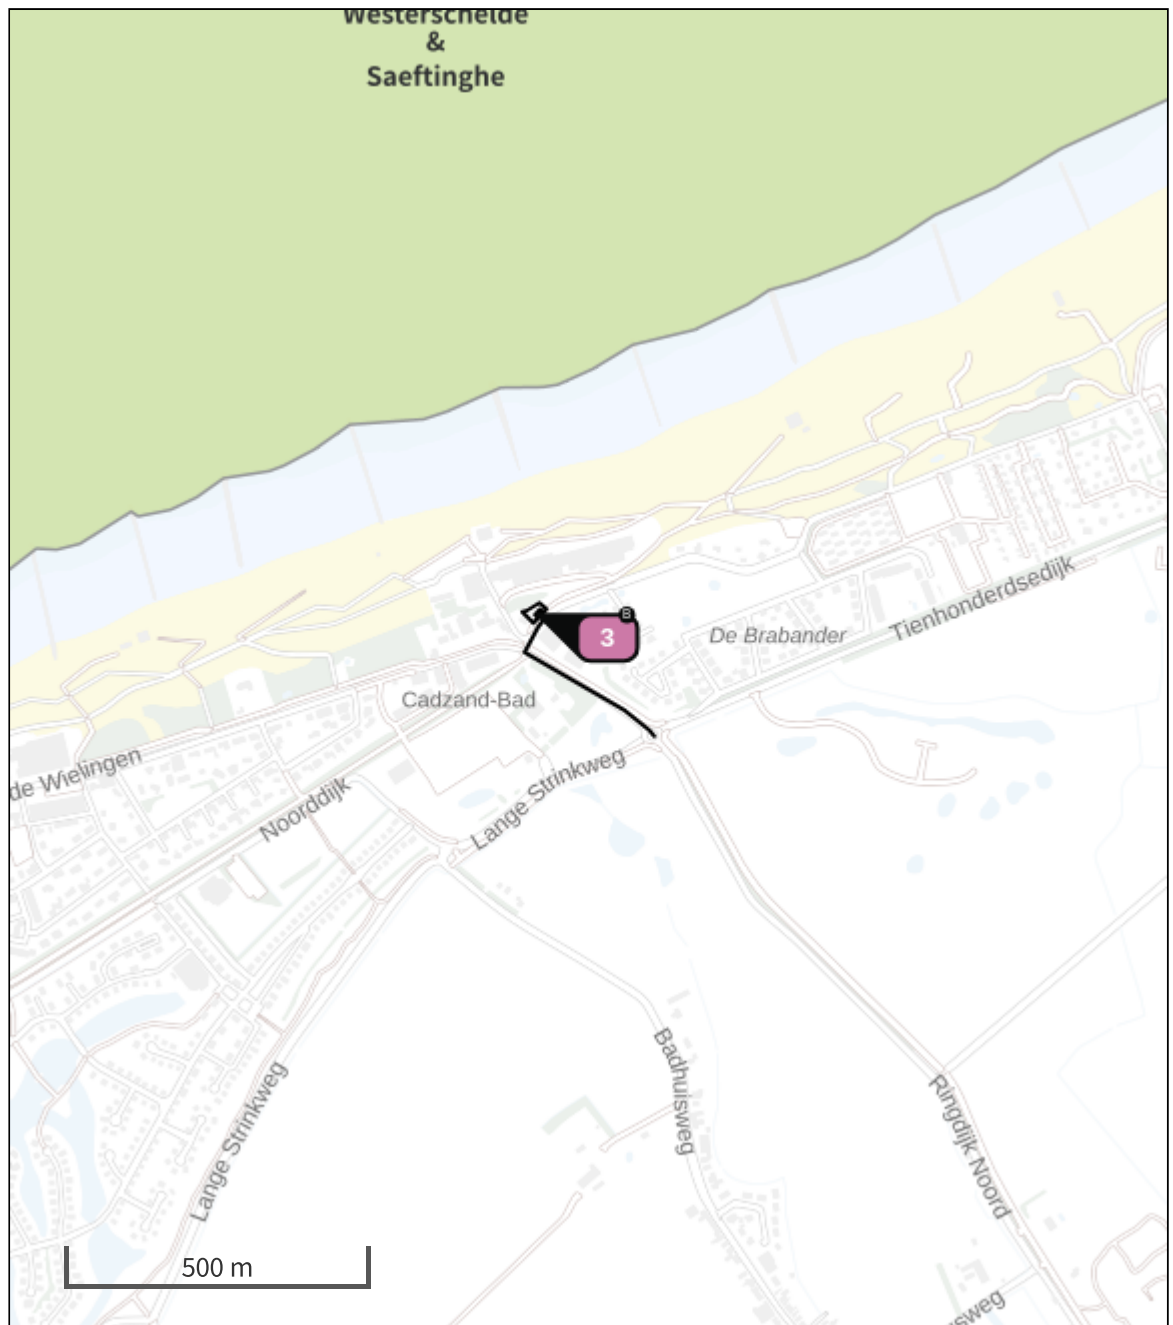 Westerschelde
&
Saeftinghe
B
3
De Brabander
Tienhonderdsedijk
Cadzand-Bad
de Wielingen
Noorddijk
Lange Strinkweg
Badhuisweg
Lange Strinkweg
Ringdijk Noord
500 m